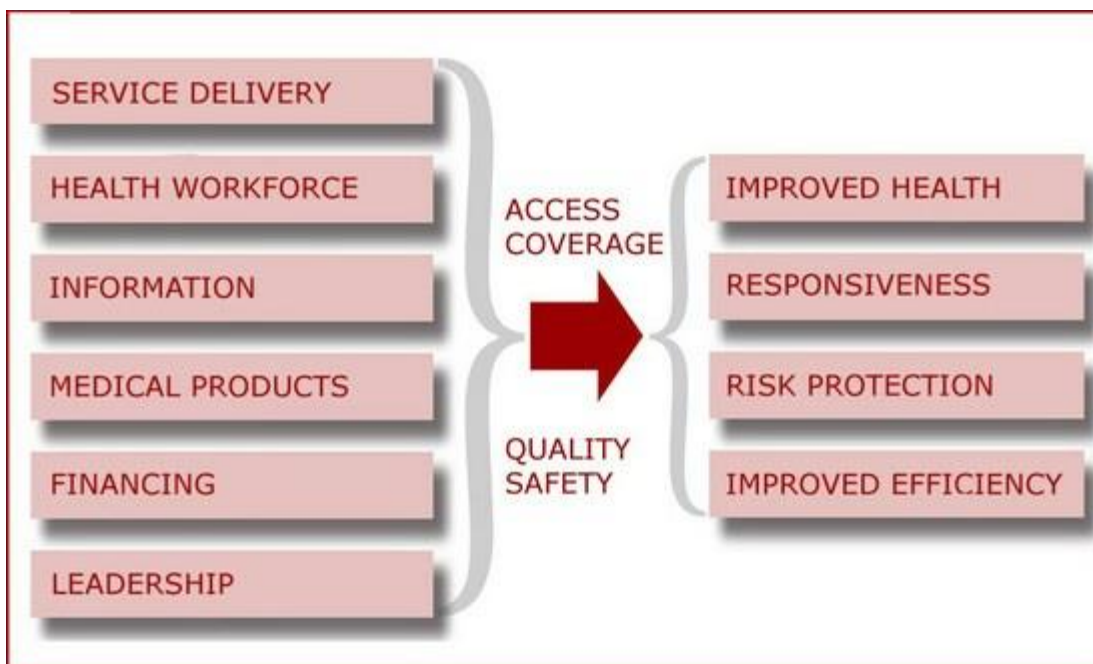 SERVICE DELIVERY
HEALTH WORKFORCE
INFORMATION
MEDICAL PRODUCTS
FINANCING
LEADERSHIP
ACCESS
COVERAGE
QUALITY
SAFETY
IMPROVED HEALTH
RESPONSIVENESS
RISK PROTECTION
IMPROVED EFFICIENCY